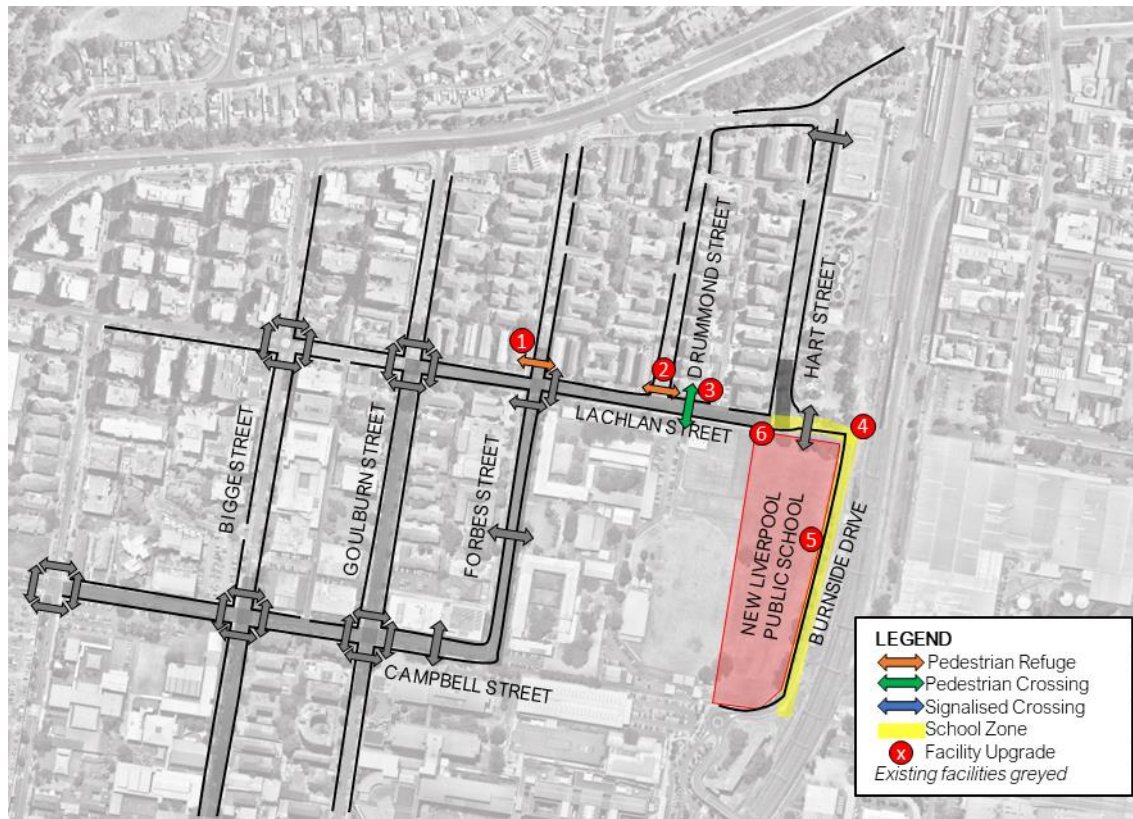 1
2
3
4
5
6
DRUMMOND STREET
HART STREET
LACHLAN STREET
BIGGE STREET
GOULBURN STREET
FORBES STREET
CAMPBELL STREET
NEW LIVERPOOL
PUBLIC SCHOOL
BURNSIDE DRIVE
LEGEND
Pedestrian Refuge
Pedestrian Crossing
Signalised Crossing
School Zone
x Facility Upgrade
Existing facilities greyed